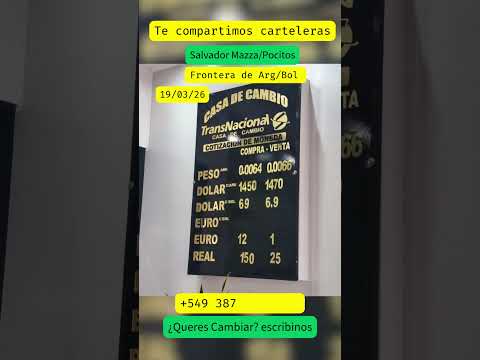 Te compartimos carteleras
Salvador Mazza/Pocitos
Frontera de Arg/Bol
19/03/26
CASA DE CAMBIO
TransNacional
CASA DE CAMBIO
COTIZACION DE MONEDA
COMPRA - VENTA
PESO ARG 0.0064 0.0066
DOLAR 1450 1470
DOLAR 6.9 6.9
EURO
EURO 12 1
REAL 150 25
+549 387
¿Queres Cambiar? escribinos